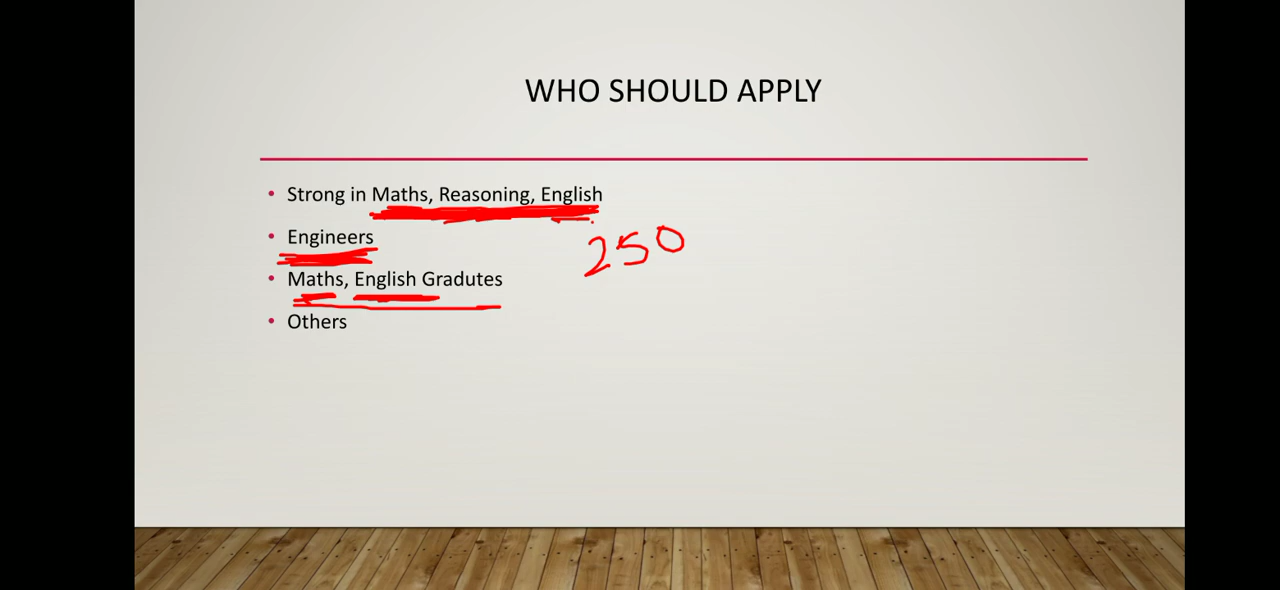 WHO SHOULD APPLY
• Strong in Maths, Reasoning, English
• Engineers
250
• Maths, English Gradutes
• Others